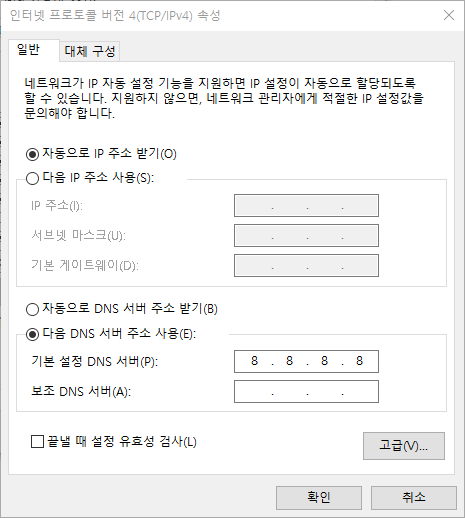 인터넷 프로토콜 버전 4(TCP/IPv4) 속성
일반
대체 구성
네트워크가 IP 자동 설정 기능을 지원하면 IP 설정이 자동으로 할당되도록
할 수 있습니다. 지원하지 않으면, 네트워크 관리자에게 적절한 IP 설정값을
문의해야 합니다.
자동으로 IP 주소 받기(O)
다음 IP 주소 사용(S):
IP 주소(I):
서브넷 마스크(U):
기본 게이트웨이(D):
자동으로 DNS 서버 주소 받기(B)
다음 DNS 서버 주소 사용(E):
기본 설정 DNS 서버(P): 8 . 8 . 8 . 8
보조 DNS 서버(A):
끝낼 때 설정 유효성 검사(L)
고급(V)...
확인
취소